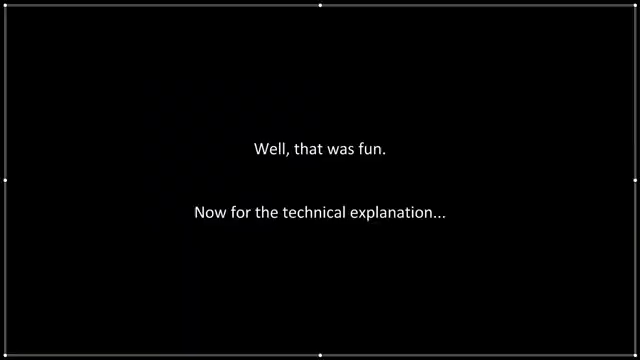 Well, that was fun.
Now for the technical explanation...